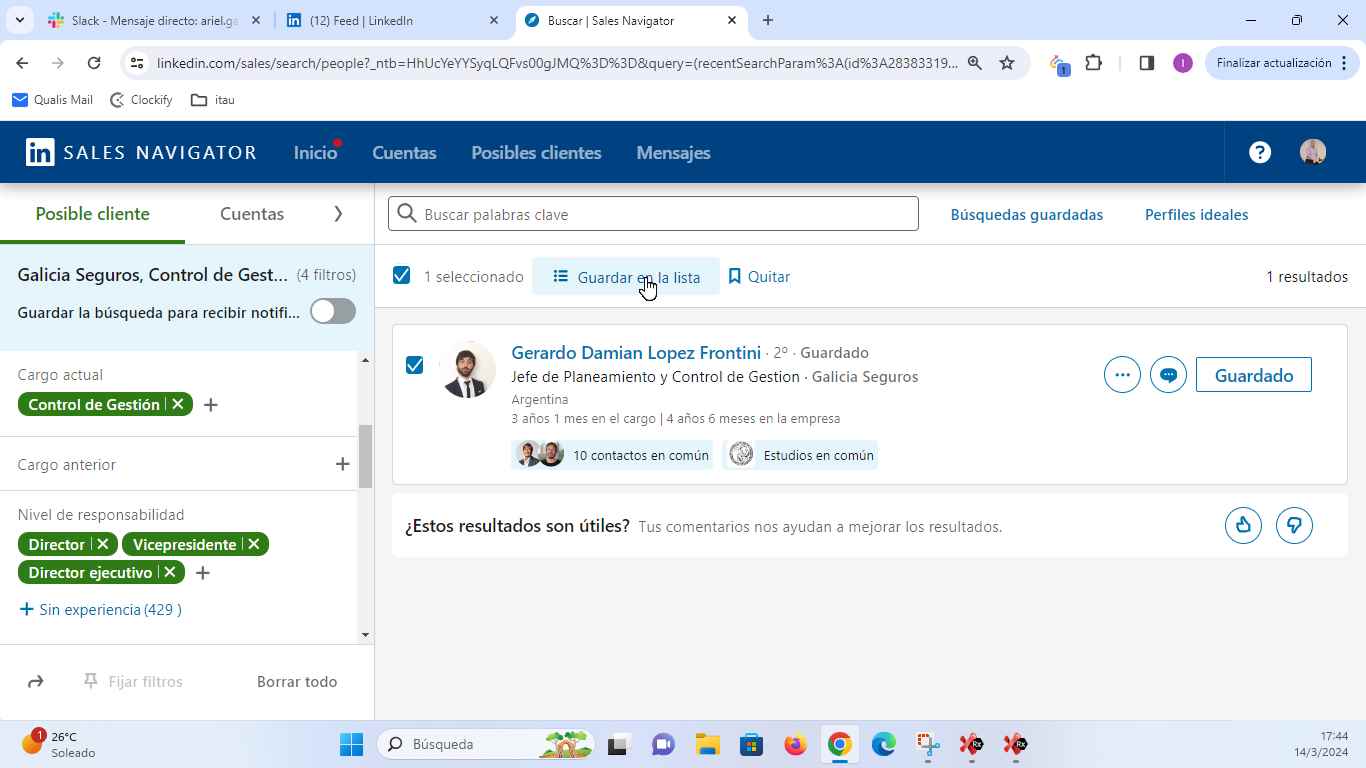 Slack - Mensaje directo: ariel.ga
(12) Feed | LinkedIn
Buscar | Sales Navigator
linkedin.com/sales/search/people?_ntb=HhUcYeYYSyqLQFvs00gJMQ%3D%3D&query=(recentSearchParam%3A(id%3A28383319...
1
I
Finalizar actualización
Qualis Mail
Clockify
itau
in SALES NAVIGATOR
Inicio
Cuentas
Posibles clientes
Mensajes
?
Posible cliente
Cuentas
Buscar palabras clave
Búsquedas guardadas
Perfiles ideales
Galicia Seguros, Control de Gest... (4 filtros)
Guardar la búsqueda para recibir notifi...
1 seleccionado
Guardar en la lista
Quitar
1 resultados
Cargo actual
Control de Gestión
Cargo anterior
Nivel de responsabilidad
Director
Vicepresidente
Director ejecutivo
Sin experiencia (429 )
Fijar filtros
Borrar todo
Gerardo Damian Lopez Frontini · 2º · Guardado
Jefe de Planeamiento y Control de Gestion · Galicia Seguros
Argentina
3 años 1 mes en el cargo | 4 años 6 meses en la empresa
10 contactos en común
Estudios en común
Guardado
¿Estos resultados son útiles? Tus comentarios nos ayudan a mejorar los resultados.
1
26°C
Soleado
Búsqueda
Rx
Rx
17:44
14/3/2024